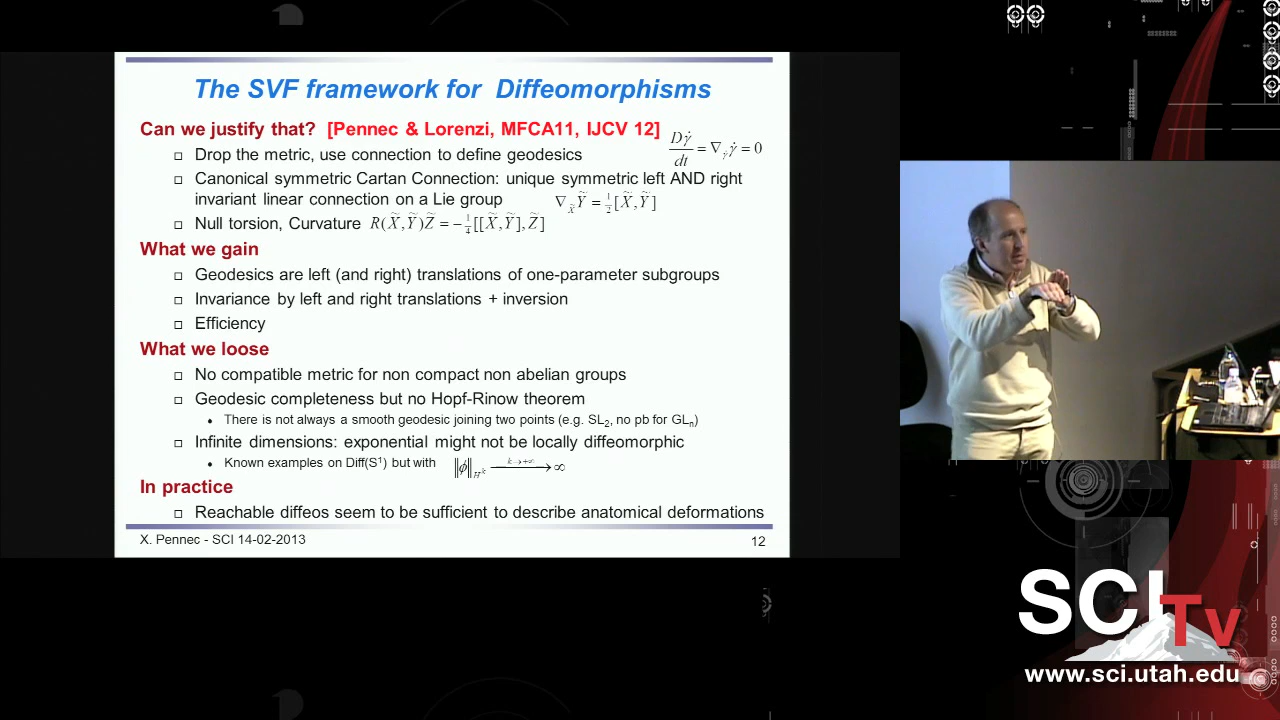 The SVF framework for Diffeomorphisms
Can we justify that? [Pennec & Lorenzi, MFCA11, IJCV 12]
Dγ̇/dt = ∇_γ̇ γ̇ = 0
□ Drop the metric, use connection to define geodesics
□ Canonical symmetric Cartan Connection: unique symmetric left AND right
invariant linear connection on a Lie group ∇_X̃ Ỹ = ½[X̃, Ỹ]
□ Null torsion, Curvature R(X̃, Ỹ)Z̃ = −¼[[X̃, Ỹ], Z̃]
What we gain
□ Geodesics are left (and right) translations of one-parameter subgroups
□ Invariance by left and right translations + inversion
□ Efficiency
What we loose
□ No compatible metric for non compact non abelian groups
□ Geodesic completeness but no Hopf-Rinow theorem
• There is not always a smooth geodesic joining two points (e.g. SL₂, no pb for GLₙ)
□ Infinite dimensions: exponential might not be locally diffeomorphic
• Known examples on Diff(S¹) but with ‖φ‖_Hᵏ —k→+∞→ ∞
In practice
□ Reachable diffeos seem to be sufficient to describe anatomical deformations
X. Pennec - SCI 14-02-2013
12
SCI TV
www.sci.utah.edu